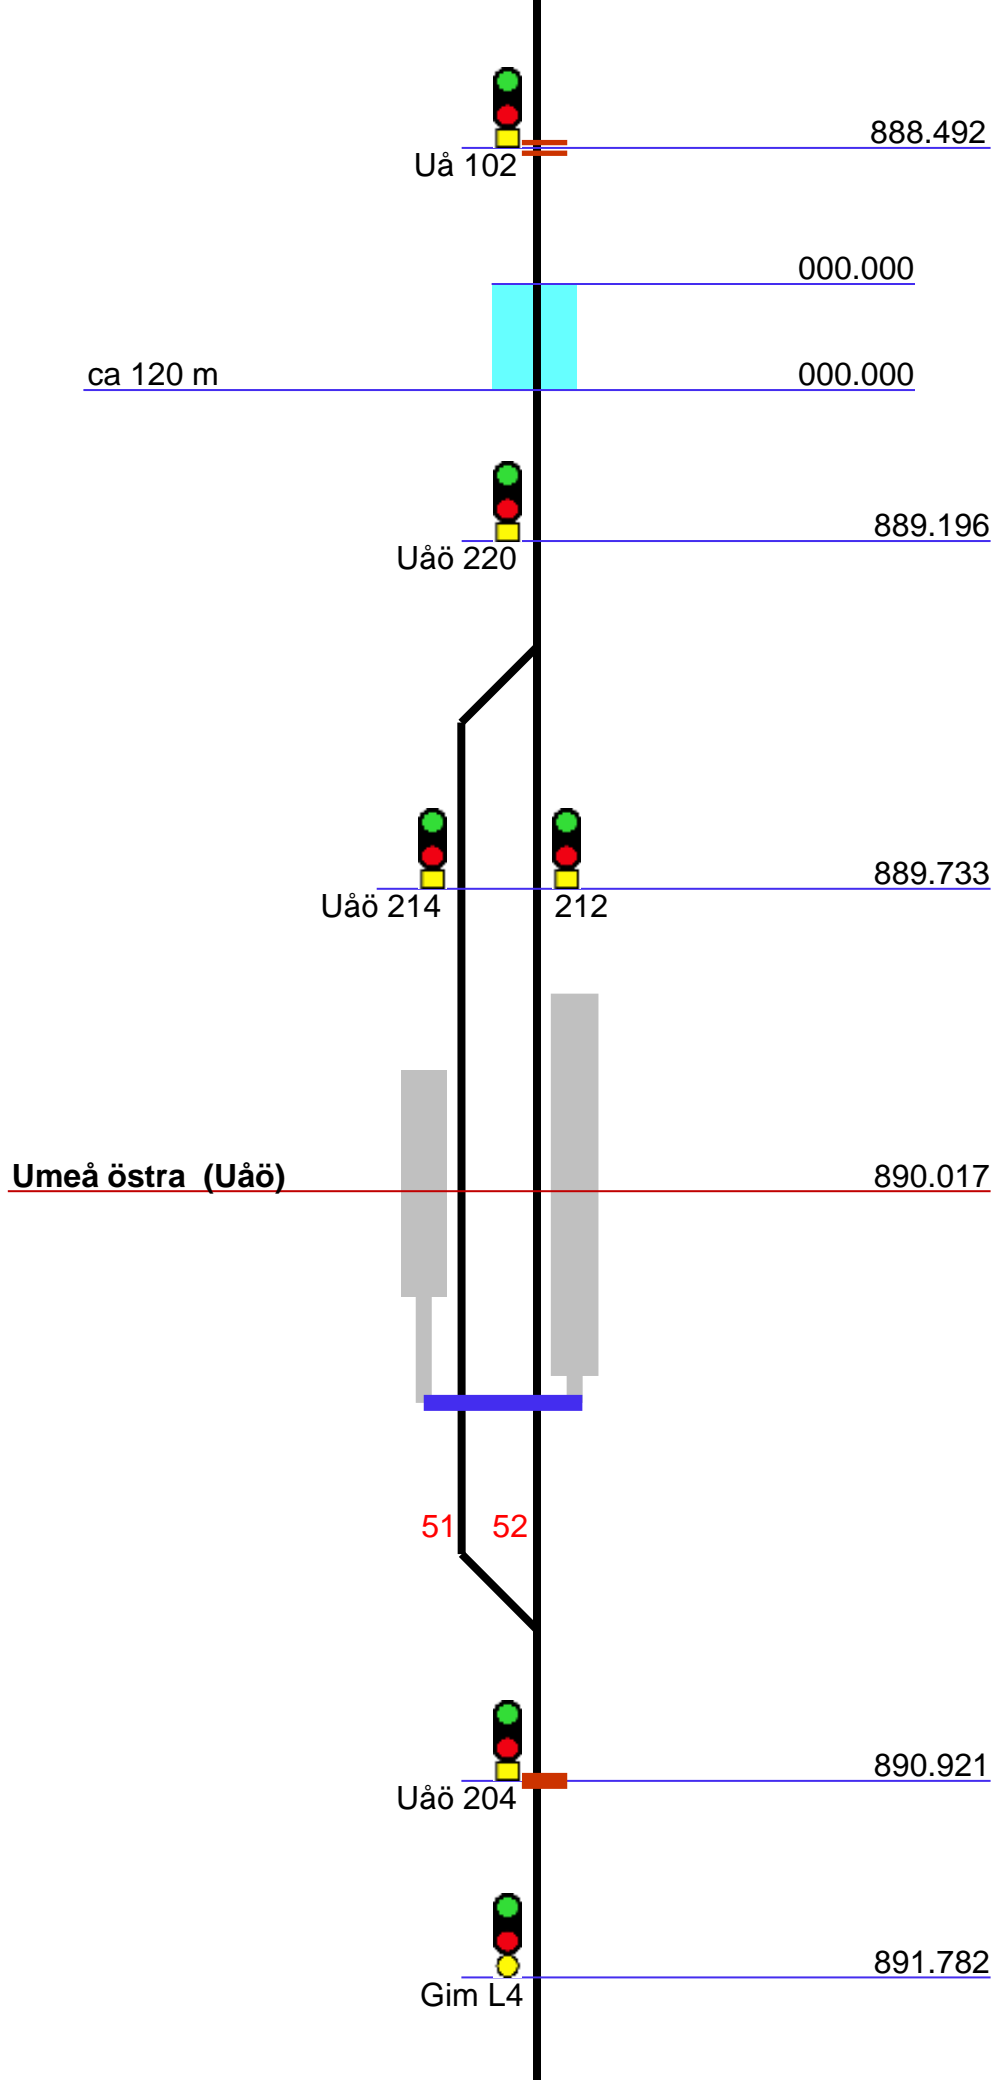 888.492
Uå 102
000.000
ca 120 m 000.000
889.196
Uåö 220
889.733
Uåö 214 212
Umeå östra (Uåö) 890.017
51 52
890.921
Uåö 204
891.782
Gim L4